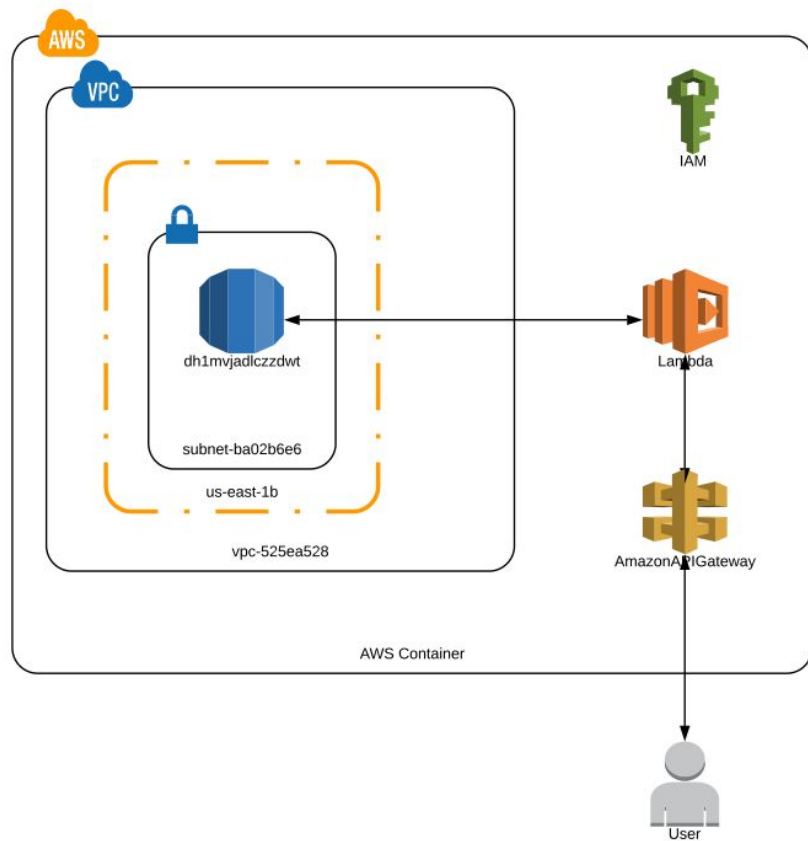 AWS
VPC
IAM
dh1mvjadlczzdwt
Lambda
subnet-ba02b6e6
us-east-1b
vpc-525ea528
AmazonAPIGateway
AWS Container
User